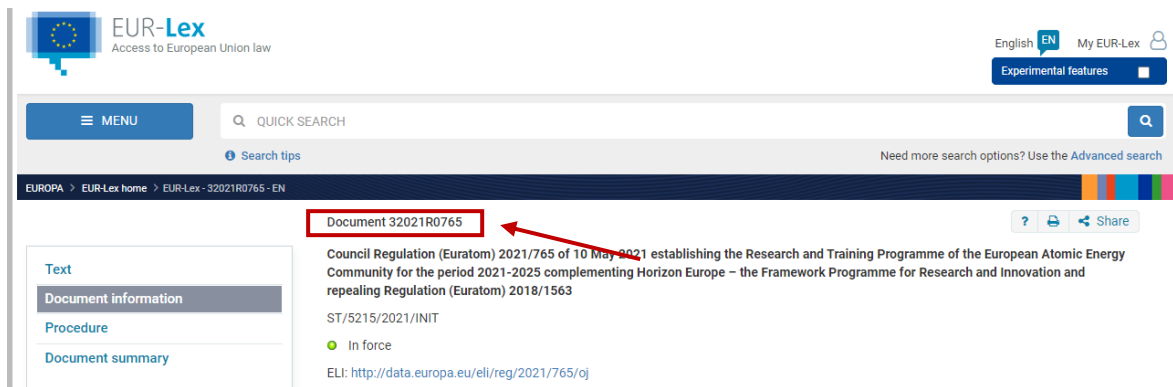 EUR-Lex
Access to European Union law
English EN My EUR-Lex
Experimental features
MENU
QUICK SEARCH
Search tips
Need more search options? Use the Advanced search
EUROPA > EUR-Lex home > EUR-Lex - 32021R0765 - EN
Document 32021R0765
? Share
Council Regulation (Euratom) 2021/765 of 10 May 2021 establishing the Research and Training Programme of the European Atomic Energy
Community for the period 2021-2025 complementing Horizon Europe – the Framework Programme for Research and Innovation and
repealing Regulation (Euratom) 2018/1563
Text
Document information
Procedure
Document summary
ST/5215/2021/INIT
In force
ELI: http://data.europa.eu/eli/reg/2021/765/oj